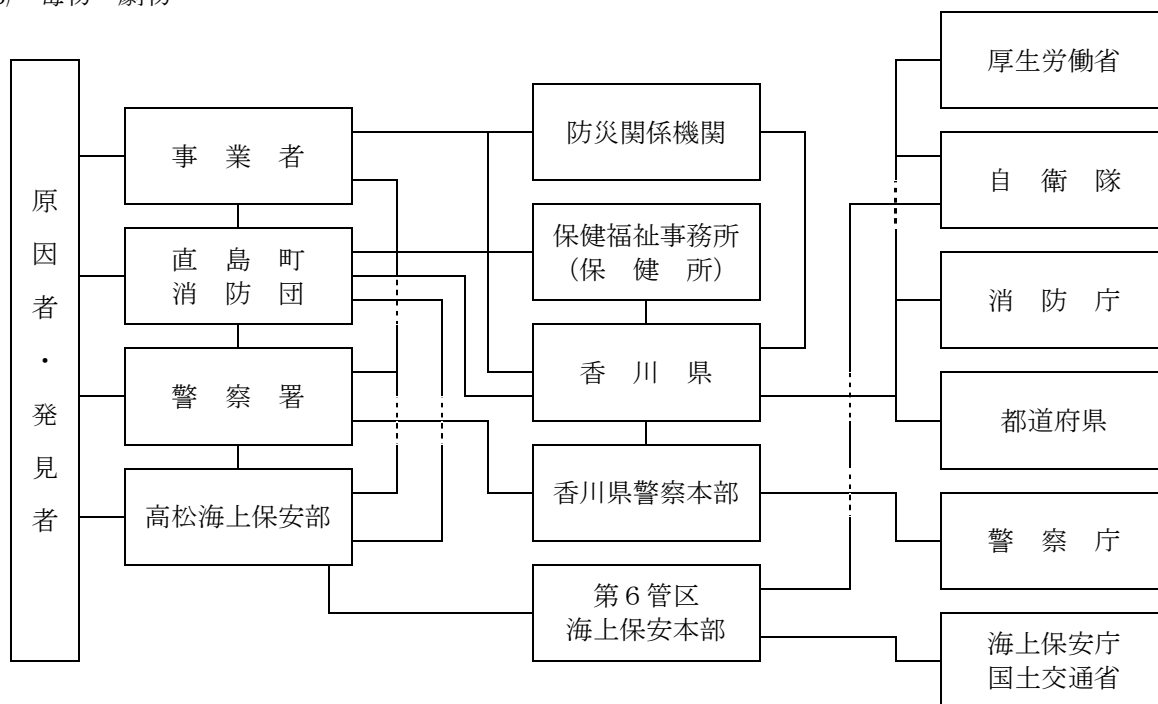 原因者・発見者
事業者
直島町
消防団
警察署
高松海上保安部
防災関係機関
保健福祉事務所
（保健所）
香川県
香川県警察本部
第６管区
海上保安本部
厚生労働省
自衛隊
消防庁
都道府県
警察庁
海上保安庁
国土交通省